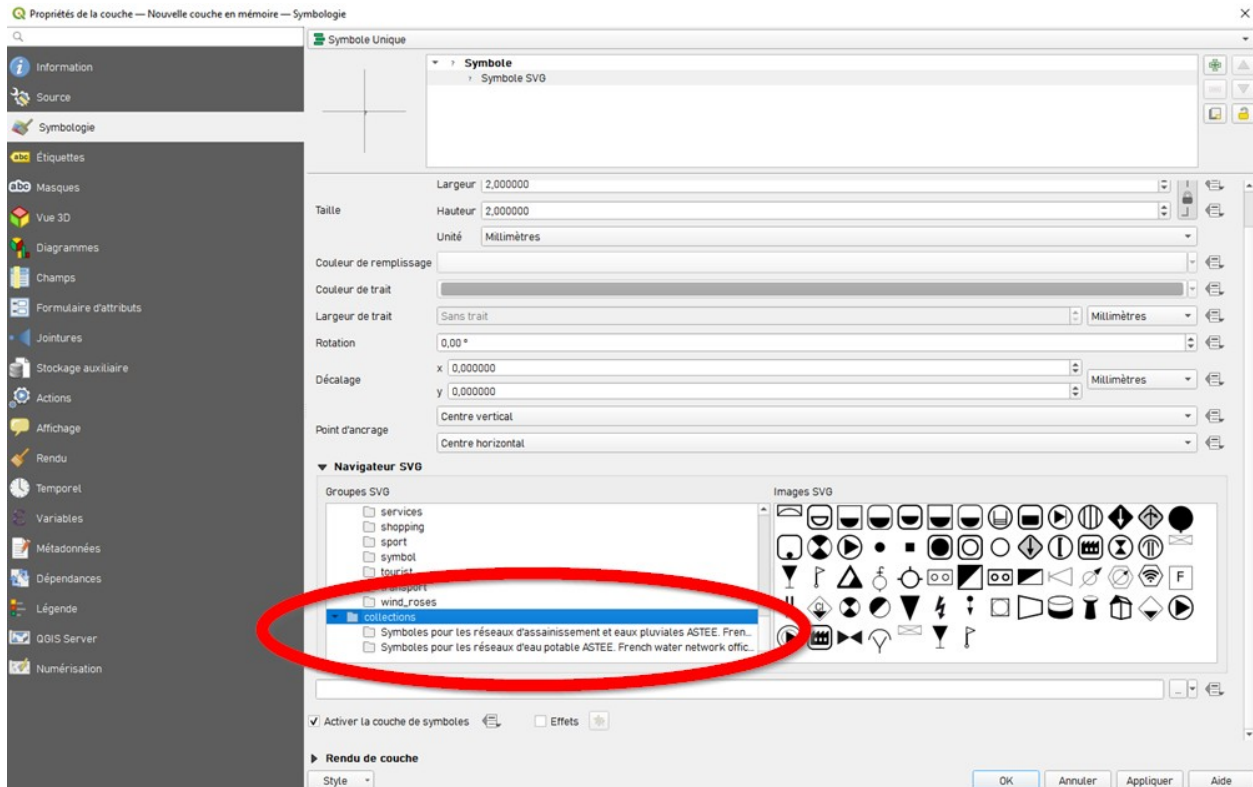 Propriétés de la couche — Nouvelle couche en mémoire — Symbologie
Information
Source
Symbologie
Étiquettes
Masques
Vue 3D
Diagrammes
Champs
Formulaire d'attributs
Jointures
Stockage auxiliaire
Actions
Affichage
Rendu
Temporel
Variables
Métadonnées
Dépendances
Légende
QGIS Server
Numérisation
Symbole Unique
Symbole
Symbole SVG
Taille
Largeur 2,000000
Hauteur 2,000000
Unité Millimètres
Couleur de remplissage
Couleur de trait
Largeur de trait Sans trait Millimètres
Rotation 0,00 °
Décalage
x 0,000000
y 0,000000
Millimètres
Point d'ancrage
Centre vertical
Centre horizontal
Navigateur SVG
Groupes SVG
services
shopping
sport
symbol
tourist
transport
wind_roses
collections
Symboles pour les réseaux d'assainissement et eaux pluviales ASTEE. Fren...
Symboles pour les réseaux d'eau potable ASTEE. French water network offic...
Images SVG
F
Activer la couche de symboles
Effets
Rendu de couche
Style
OK
Annuler
Appliquer
Aide